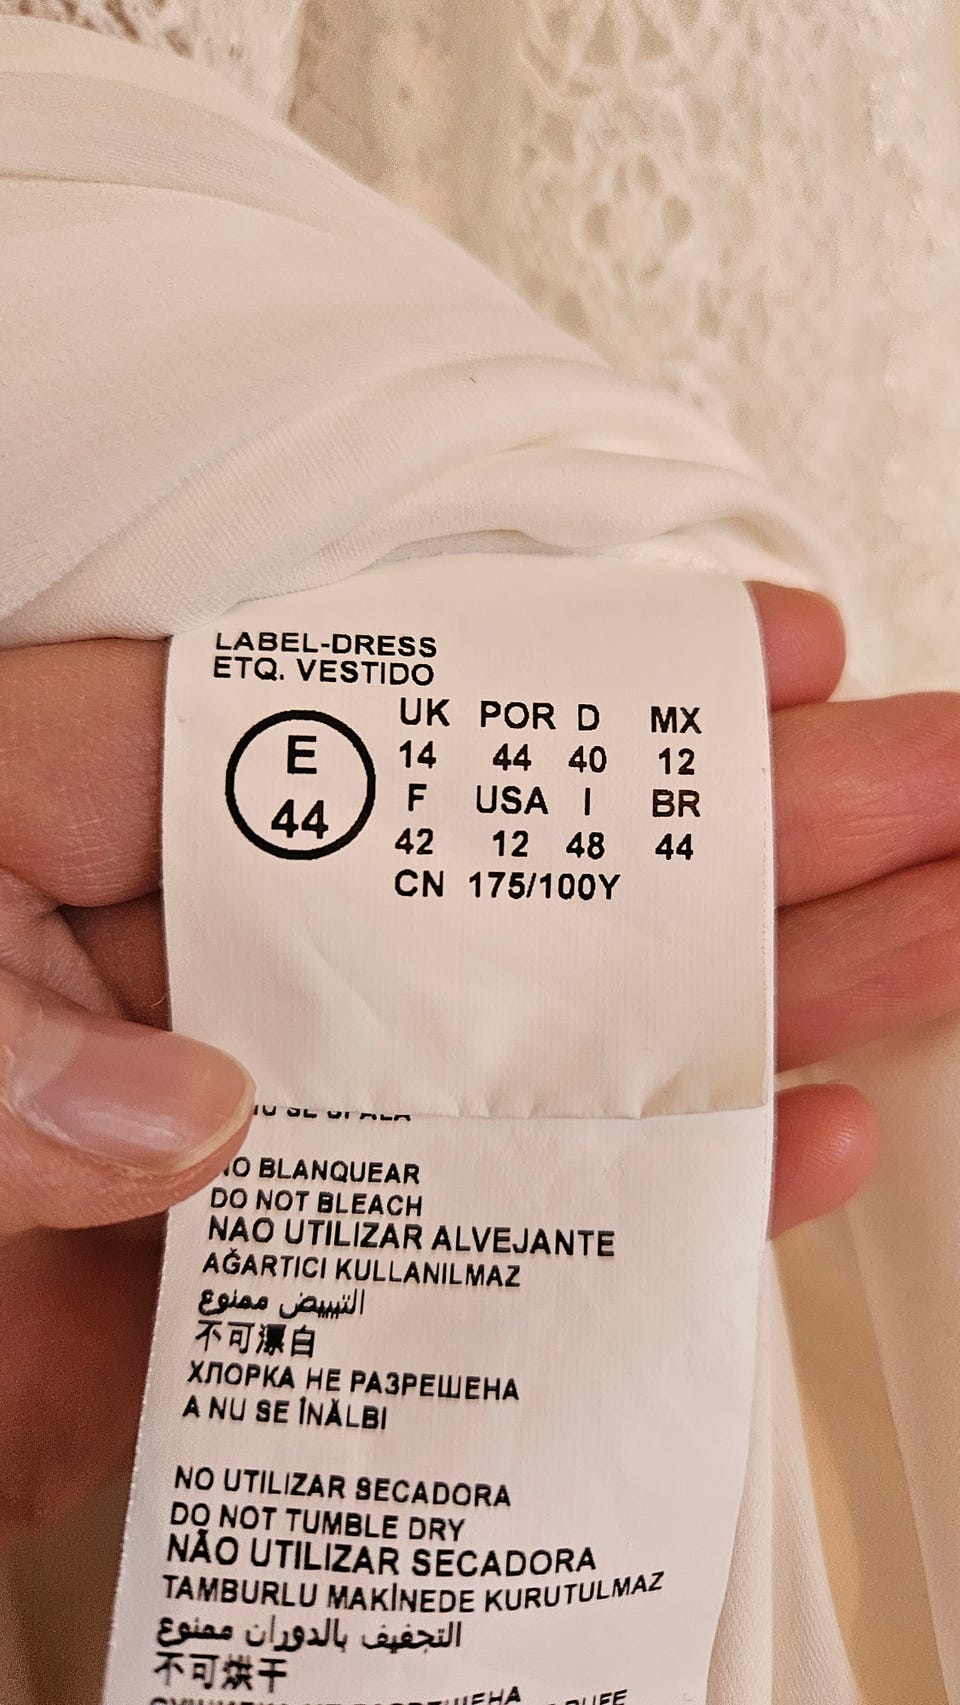 LABEL-DRESS
ETQ. VESTIDO
E
44
UK POR D MX
14 44 40 12
F USA I BR
42 12 48 44
CN 175/100Y
NU SE SPALA
NO BLANQUEAR
DO NOT BLEACH
NAO UTILIZAR ALVEJANTE
AĞARTICI KULLANILMAZ
التبييض ممنوع
不可漂白
ХЛОРКА НЕ РАЗРЕШЕНА
A NU SE ÎNĂLBI
NO UTILIZAR SECADORA
DO NOT TUMBLE DRY
NÃO UTILIZAR SECADORA
TAMBURLU MAKİNEDE KURUTULMAZ
التجفيف بالدوران ممنوع
不可烘干